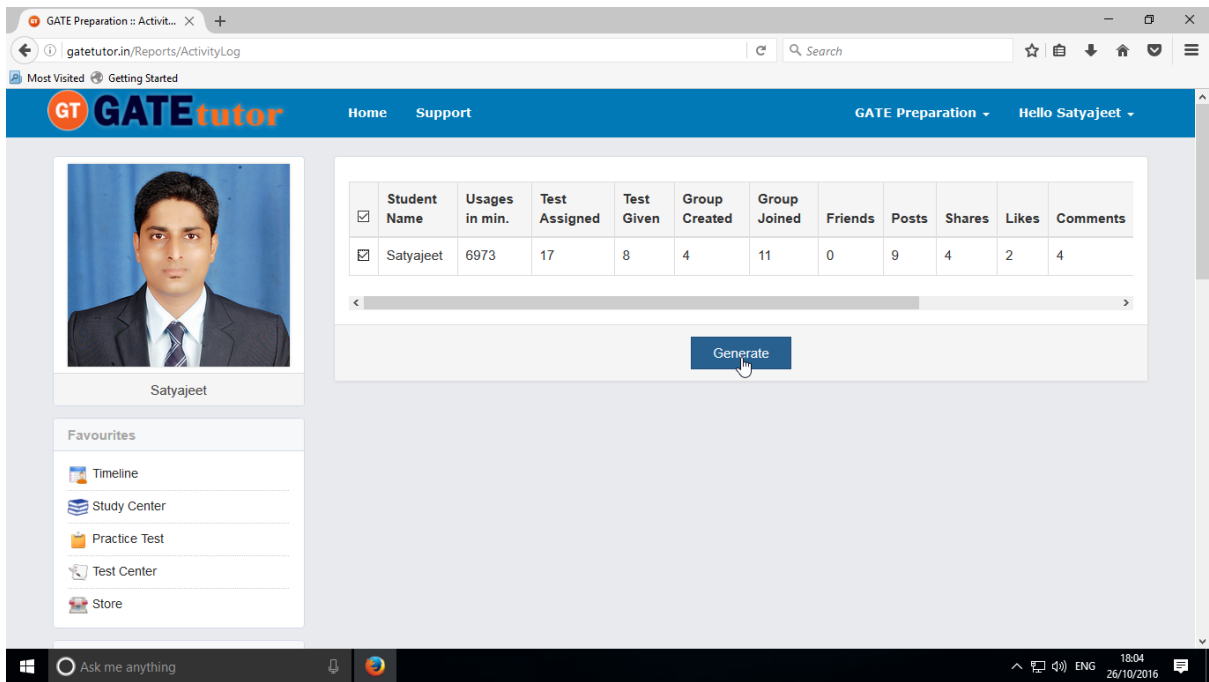 GATE Preparation :: Activit...
gatetutor.in/Reports/ActivityLog
Search
Most Visited Getting Started
GT GATEtutor Home Support GATE Preparation Hello Satyajeet
Student Name Usages in min. Test Assigned Test Given Group Created Group Joined Friends Posts Shares Likes Comments
Satyajeet 6973 17 8 4 11 0 9 4 2 4
Generate
Satyajeet
Favourites
Timeline
Study Center
Practice Test
Test Center
Store
Ask me anything
ENG
18:04
26/10/2016